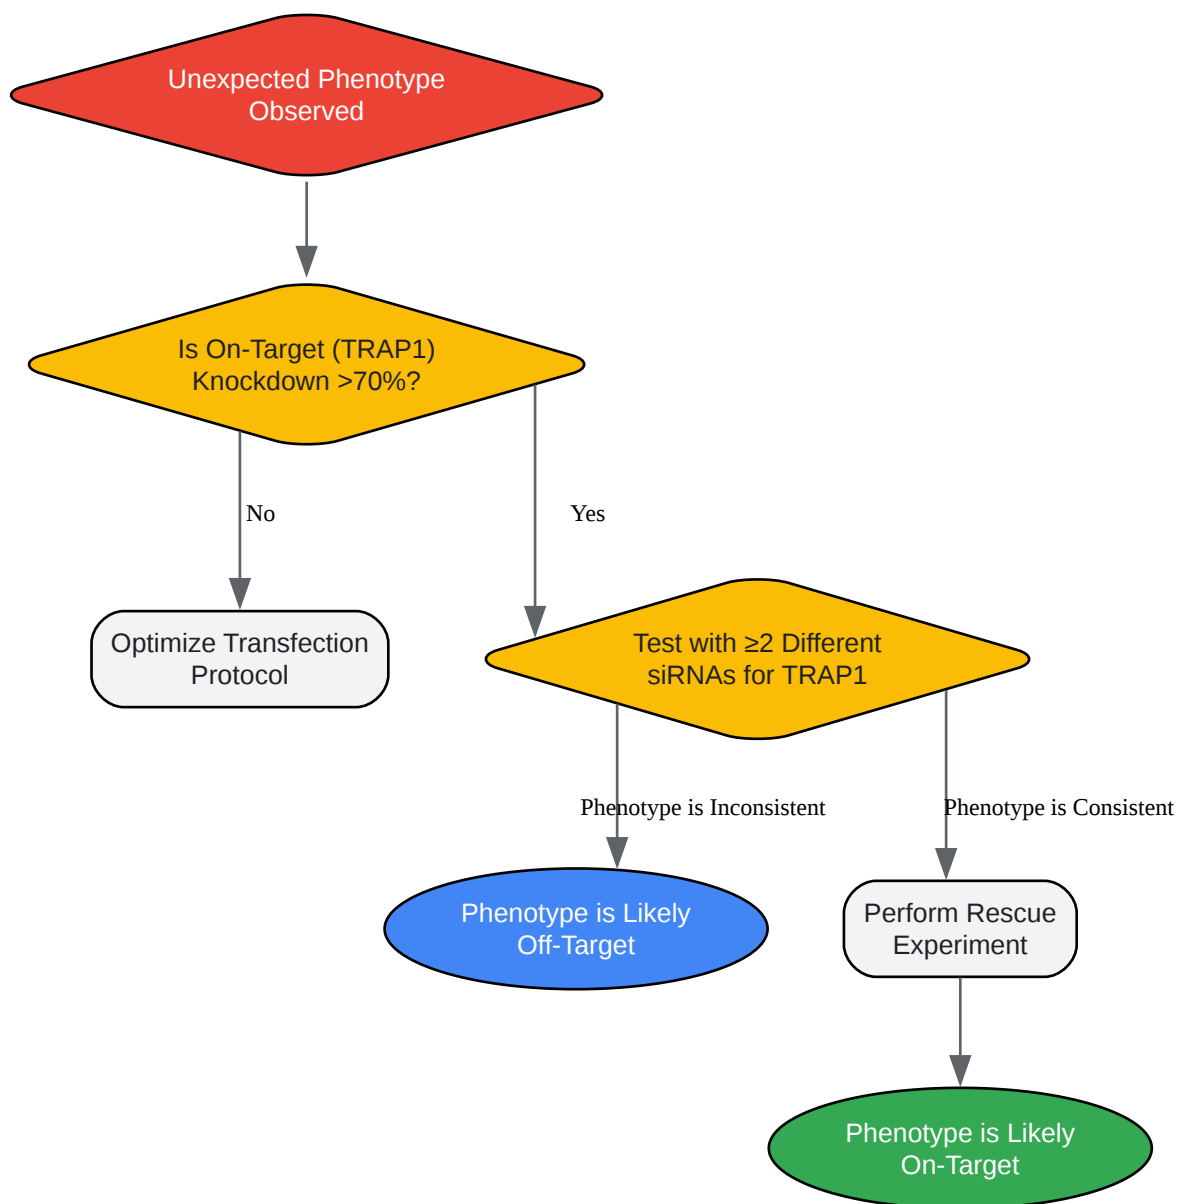 Unexpected Phenotype
Observed
Is On-Target (TRAP1)
Knockdown >70%?
No
Yes
Optimize Transfection
Protocol
Test with ≥2 Different
siRNAs for TRAP1
Phenotype is Inconsistent
Phenotype is Consistent
Phenotype is Likely
Off-Target
Perform Rescue
Experiment
Phenotype is Likely
On-Target